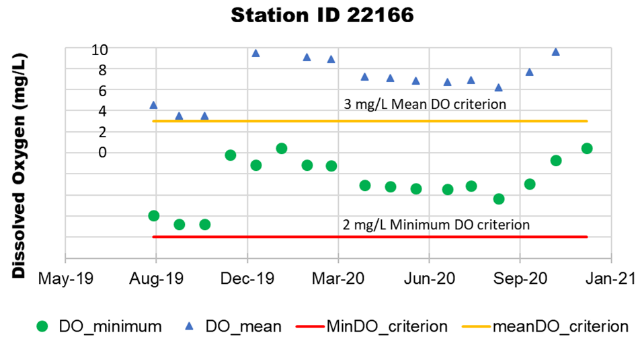 Station ID 22166
Dissolved Oxygen (mg/L)
10
8
6
4
2
0
3 mg/L Mean DO criterion
2 mg/L Minimum DO criterion
May-19 Aug-19 Dec-19 Mar-20 Jun-20 Sep-20 Jan-21
DO_minimum DO_mean MinDO_criterion meanDO_criterion